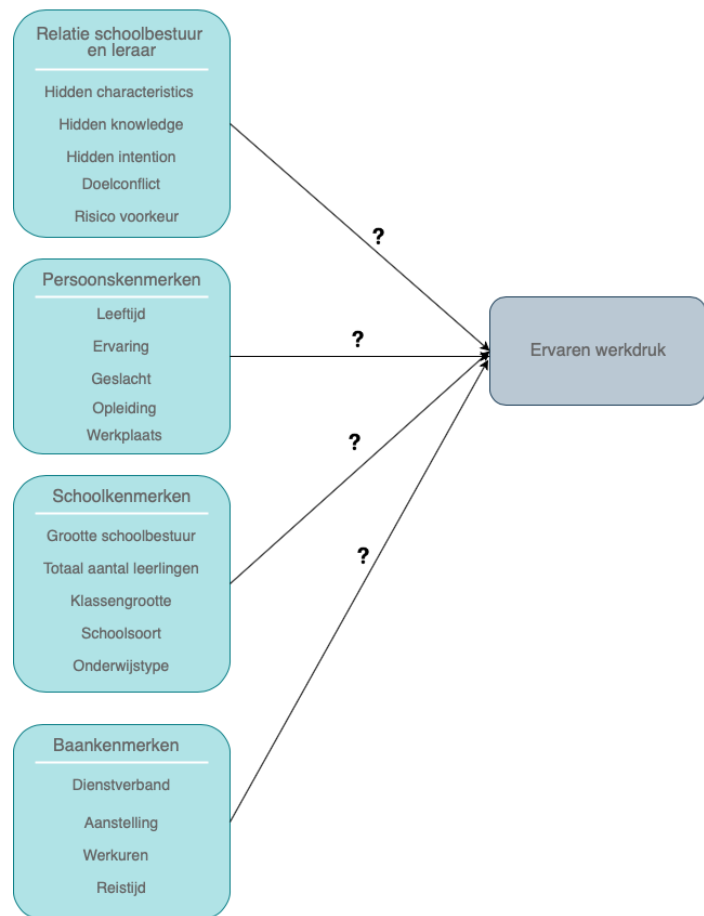 Relatie schoolbestuur
en leraar
Hidden characteristics
Hidden knowledge
Hidden intention
Doelconflict
Risico voorkeur
?
Persoonskenmerken
Leeftijd
Ervaring
Geslacht
Opleiding
Werkplaats
?
Ervaren werkdruk
?
Schoolkenmerken
Grootte schoolbestuur
Totaal aantal leerlingen
Klassengrootte
Schoolsoort
Onderwijstype
?
Baankenmerken
Dienstverband
Aanstelling
Werkuren
Reistijd